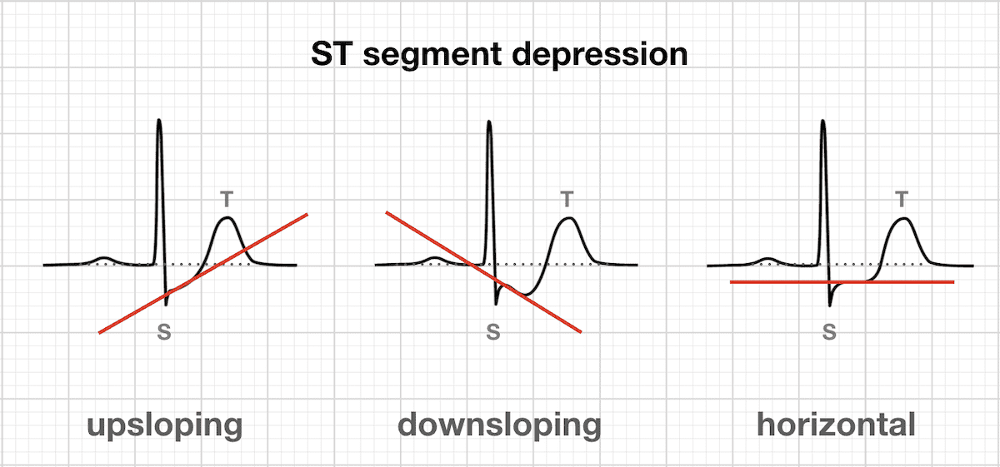 ST segment depression
T
T
T
S
S
S
upsloping
downsloping
horizontal